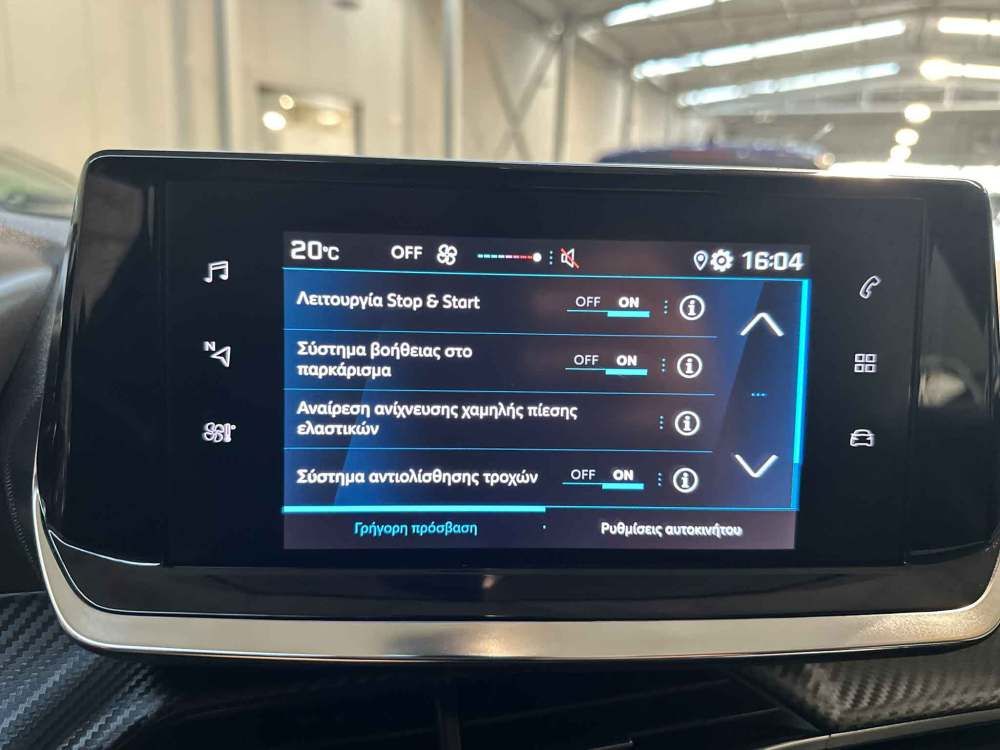 20°C OFF 16:04
Λειτουργία Stop & Start OFF ON
Σύστημα βοήθειας στο
παρκάρισμα OFF ON
Αναίρεση ανίχνευσης χαμηλής πίεσης
ελαστικών
Σύστημα αντιολίσθησης τροχών OFF ON
Γρήγορη πρόσβαση Ρυθμίσεις αυτοκινήτου
N